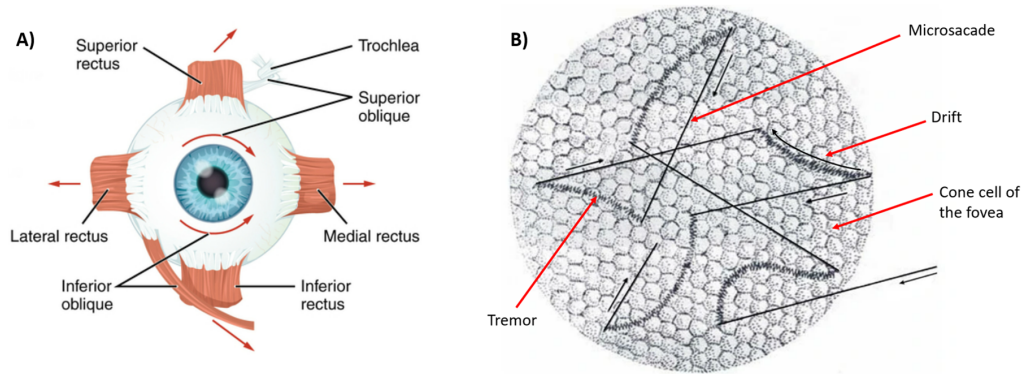 A)
Superior
rectus
Trochlea
Superior
oblique
Lateral rectus
Medial rectus
Inferior
oblique
Inferior
rectus
B)
Microsacade
Drift
Cone cell of
the fovea
Tremor